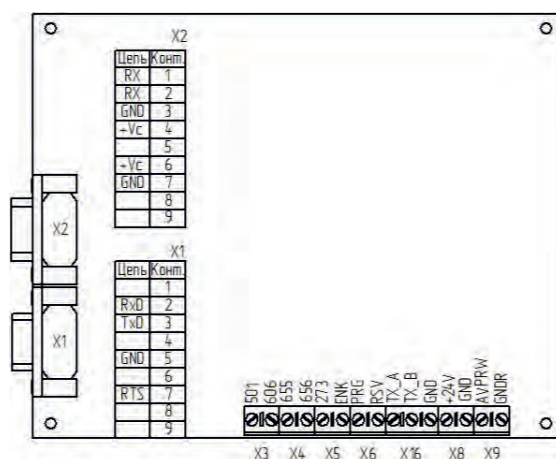 X2
Цепь Конт.
RX 1
RX 2
GND 3
+Vc 4
5
+Vc 6
GND 7
8
9
X2
X1
Цепь Конт.
1
RxD 2
TxD 3
4
GND 5
6
RTS 7
8
9
X1
501 606 655 656 273 ENK PRG RSV TX_A TX_B GND +24V GND AVPRW GNDR
X3 X4 X5 X6 X16 X8 X9